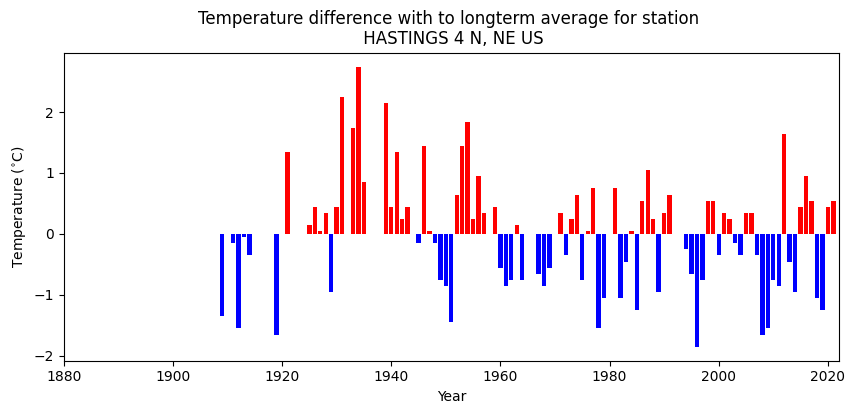 Temperature difference with to longterm average for station
HASTINGS 4 N, NE US
Temperature (°C)
2
1
0
−1
−2
1880 1900 1920 1940 1960 1980 2000 2020
Year